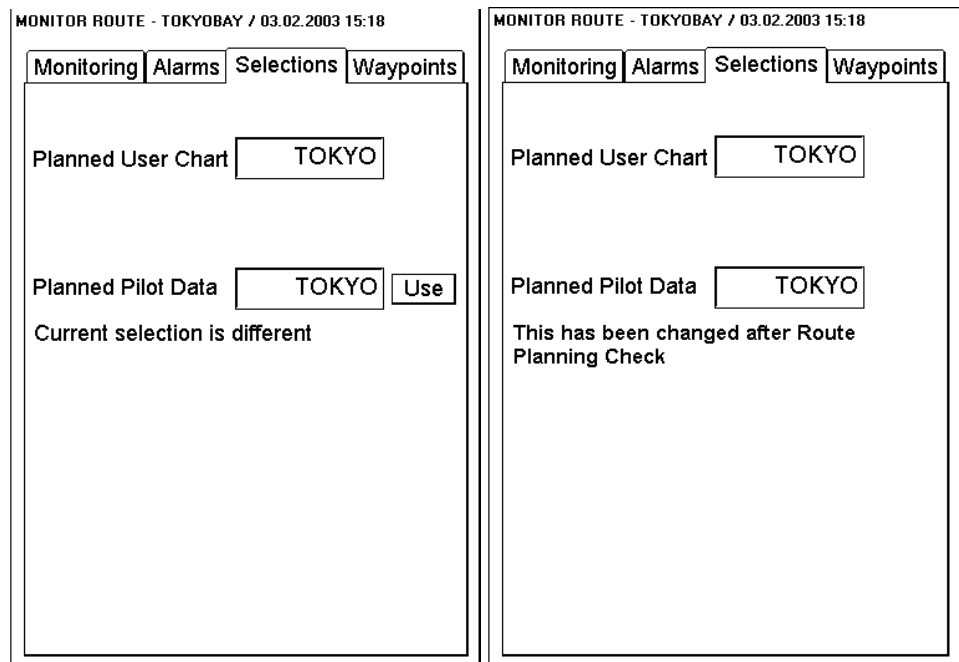 MONITOR ROUTE - TOKYOBAY / 03.02.2003 15:18
Monitoring Alarms Selections Waypoints
Planned User Chart TOKYO
Planned Pilot Data TOKYO Use
Current selection is different
MONITOR ROUTE - TOKYOBAY / 03.02.2003 15:18
Monitoring Alarms Selections Waypoints
Planned User Chart TOKYO
Planned Pilot Data TOKYO
This has been changed after Route
Planning Check